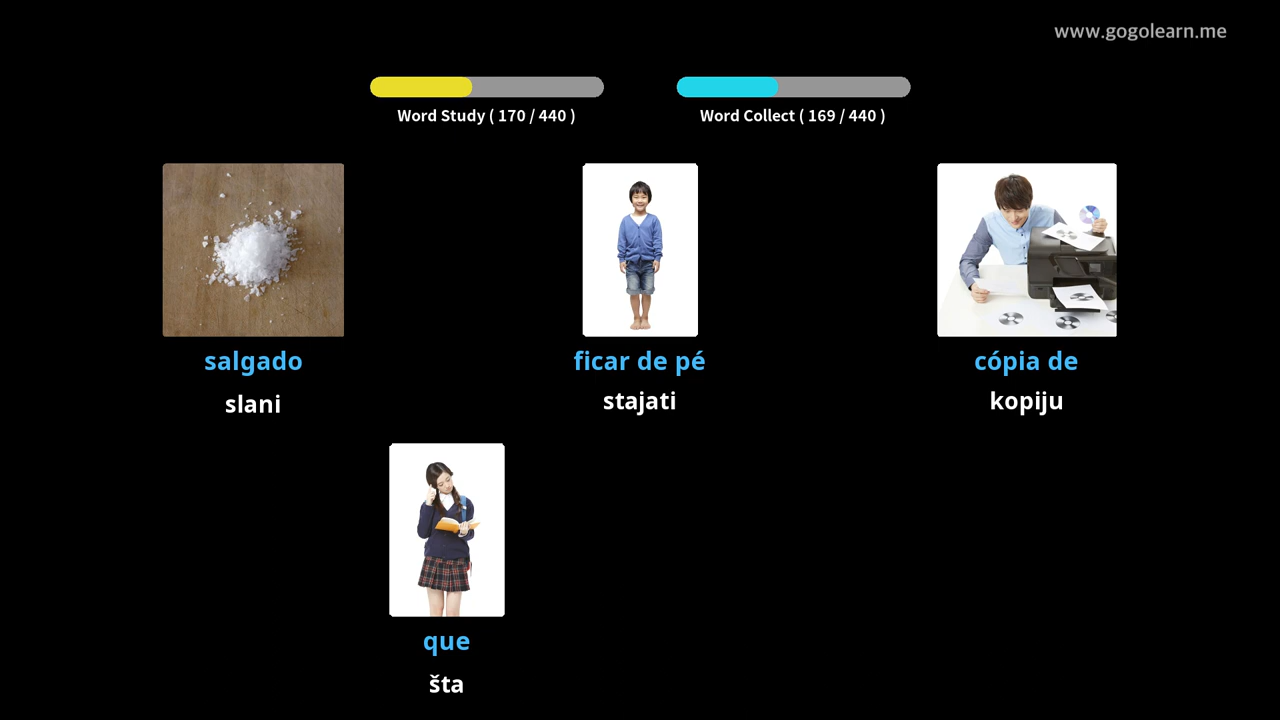 www.gogolearn.me
Word Study ( 170 / 440 )
Word Collect ( 169 / 440 )
salgado
slani
ficar de pé
stajati
cópia de
kopiju
que
šta